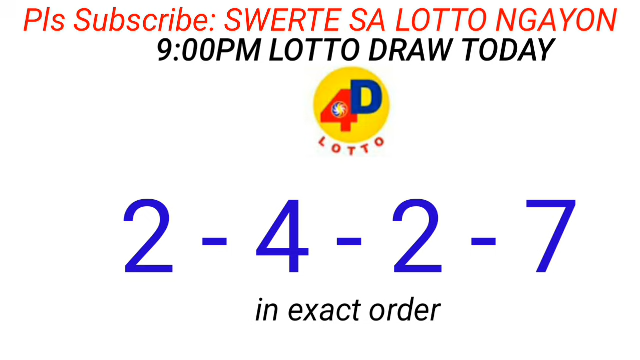 Pls Subscribe: SWERTE SA LOTTO NGAYON
9:00PM LOTTO DRAW TODAY
4D
LOTTO
2 - 4 - 2 - 7
in exact order